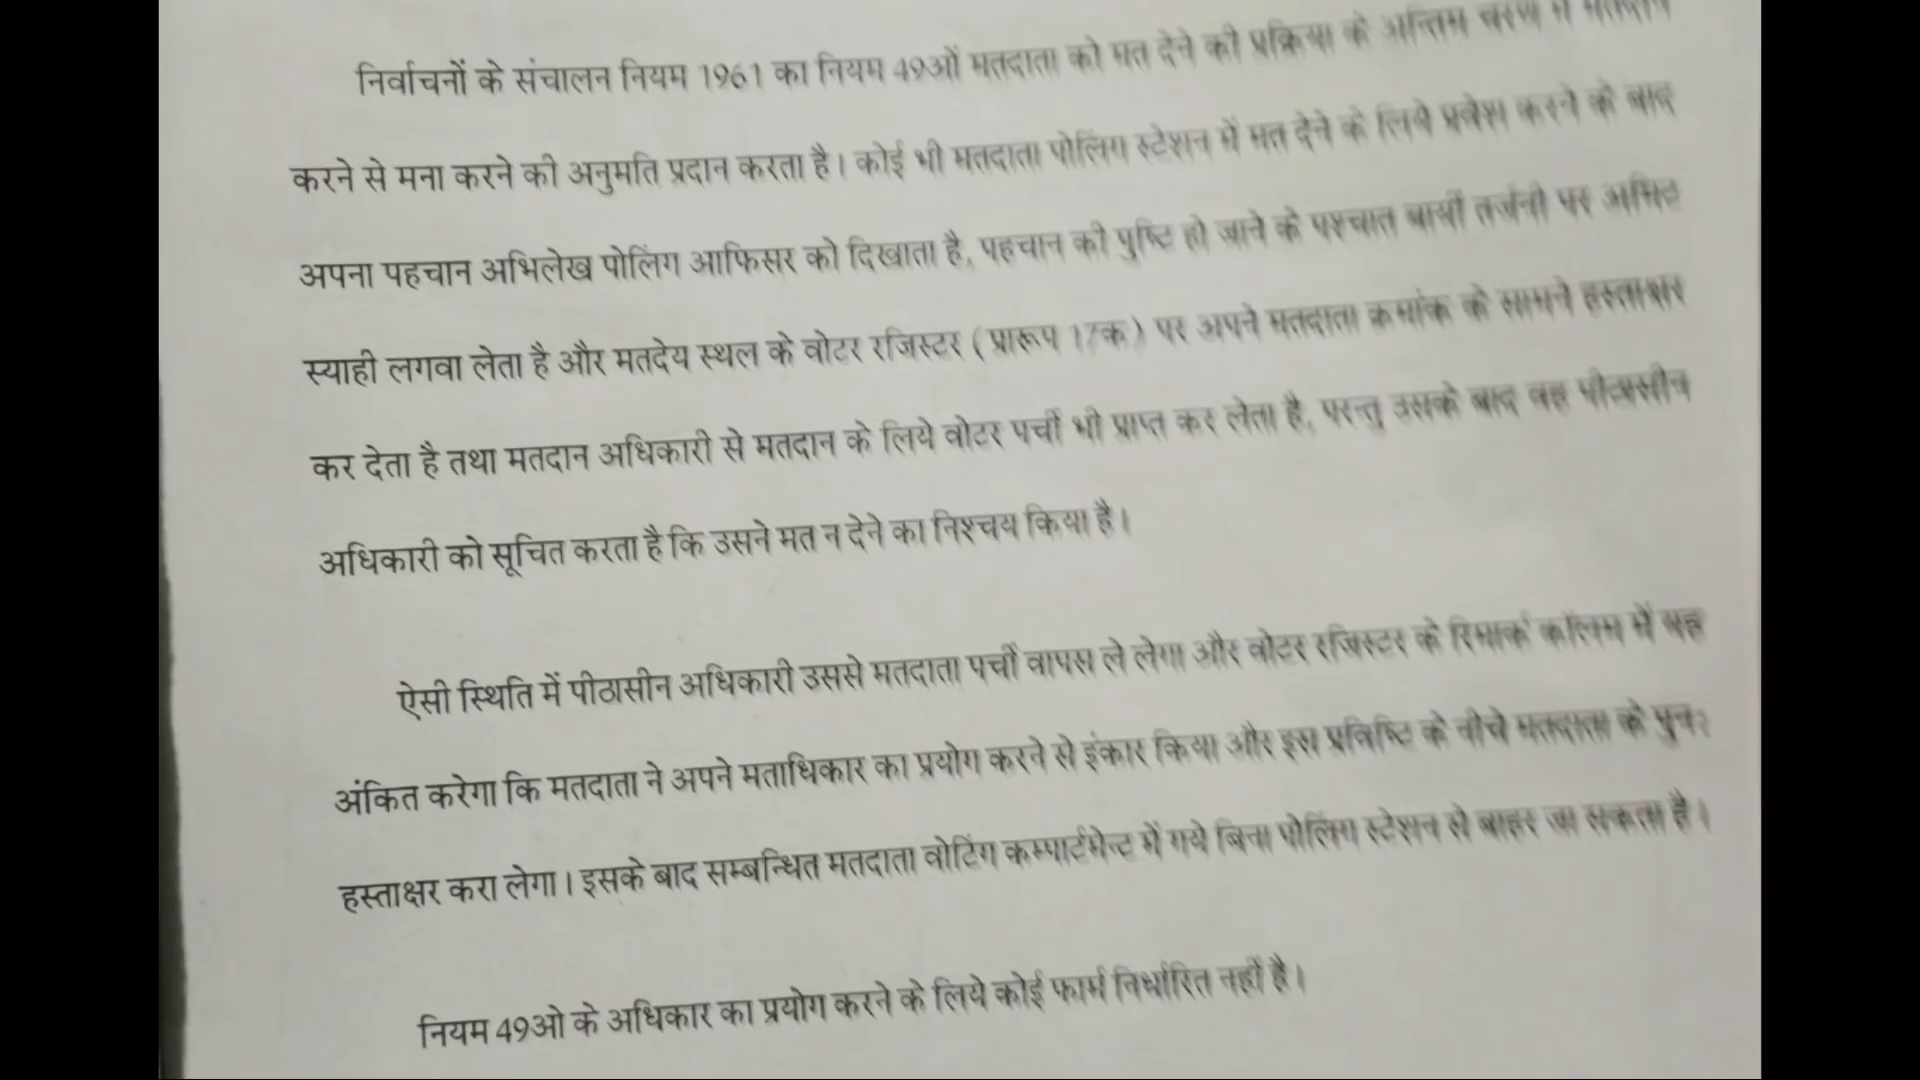 निर्वाचनों के संचालन नियम 1961 का नियम 49ओ मतदाता को मत देने की प्रक्रिया के अन्तिम चरण में मतदान
करने से मना करने की अनुमति प्रदान करता है। कोई भी मतदाता पोलिंग स्टेशन में मत देने के लिये प्रवेश करने के बाद
अपना पहचान अभिलेख पोलिंग आफिसर को दिखाता है, पहचान की पुष्टि हो जाने के पश्चात बायीं तर्जनी पर अमिट
स्याही लगवा लेता है और मतदेय स्थल के वोटर रजिस्टर (प्रारूप 17क) पर अपने मतदाता क्रमांक के सामने हस्ताक्षर
कर देता है तथा मतदान अधिकारी से मतदान के लिये वोटर पर्ची भी प्राप्त कर लेता है, परन्तु उसके बाद वह पीठासीन
अधिकारी को सूचित करता है कि उसने मत न देने का निश्चय किया है।
ऐसी स्थिति में पीठासीन अधिकारी उससे मतदाता पर्ची वापस ले लेगा और वोटर रजिस्टर के रिमार्क कॉलम में यह
अंकित करेगा कि मतदाता ने अपने मताधिकार का प्रयोग करने से इंकार किया और इस प्रविष्टि के नीचे मतदाता के पुनः
हस्ताक्षर करा लेगा। इसके बाद सम्बन्धित मतदाता वोटिंग कम्पार्टमेन्ट में गये बिना पोलिंग स्टेशन से बाहर जा सकता है।
नियम 49ओ के अधिकार का प्रयोग करने के लिये कोई फार्म निर्धारित नहीं है।